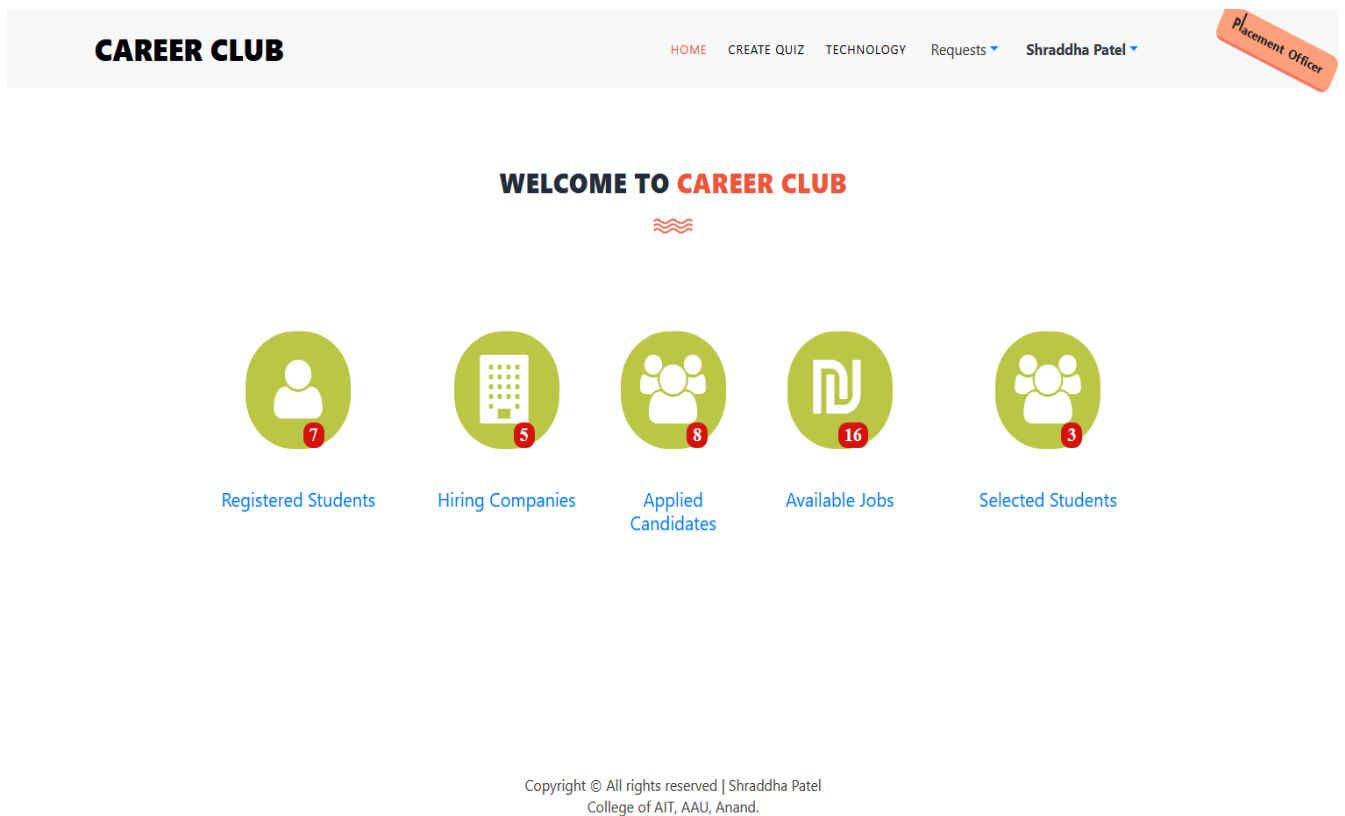 CAREER CLUB
HOME CREATE QUIZ TECHNOLOGY Requests Shraddha Patel
Placement Officer
WELCOME TO CAREER CLUB
7 5 8 16 3
Registered Students Hiring Companies Applied Candidates Available Jobs Selected Students
Copyright © All rights reserved | Shraddha Patel
College of AIT, AAU, Anand.